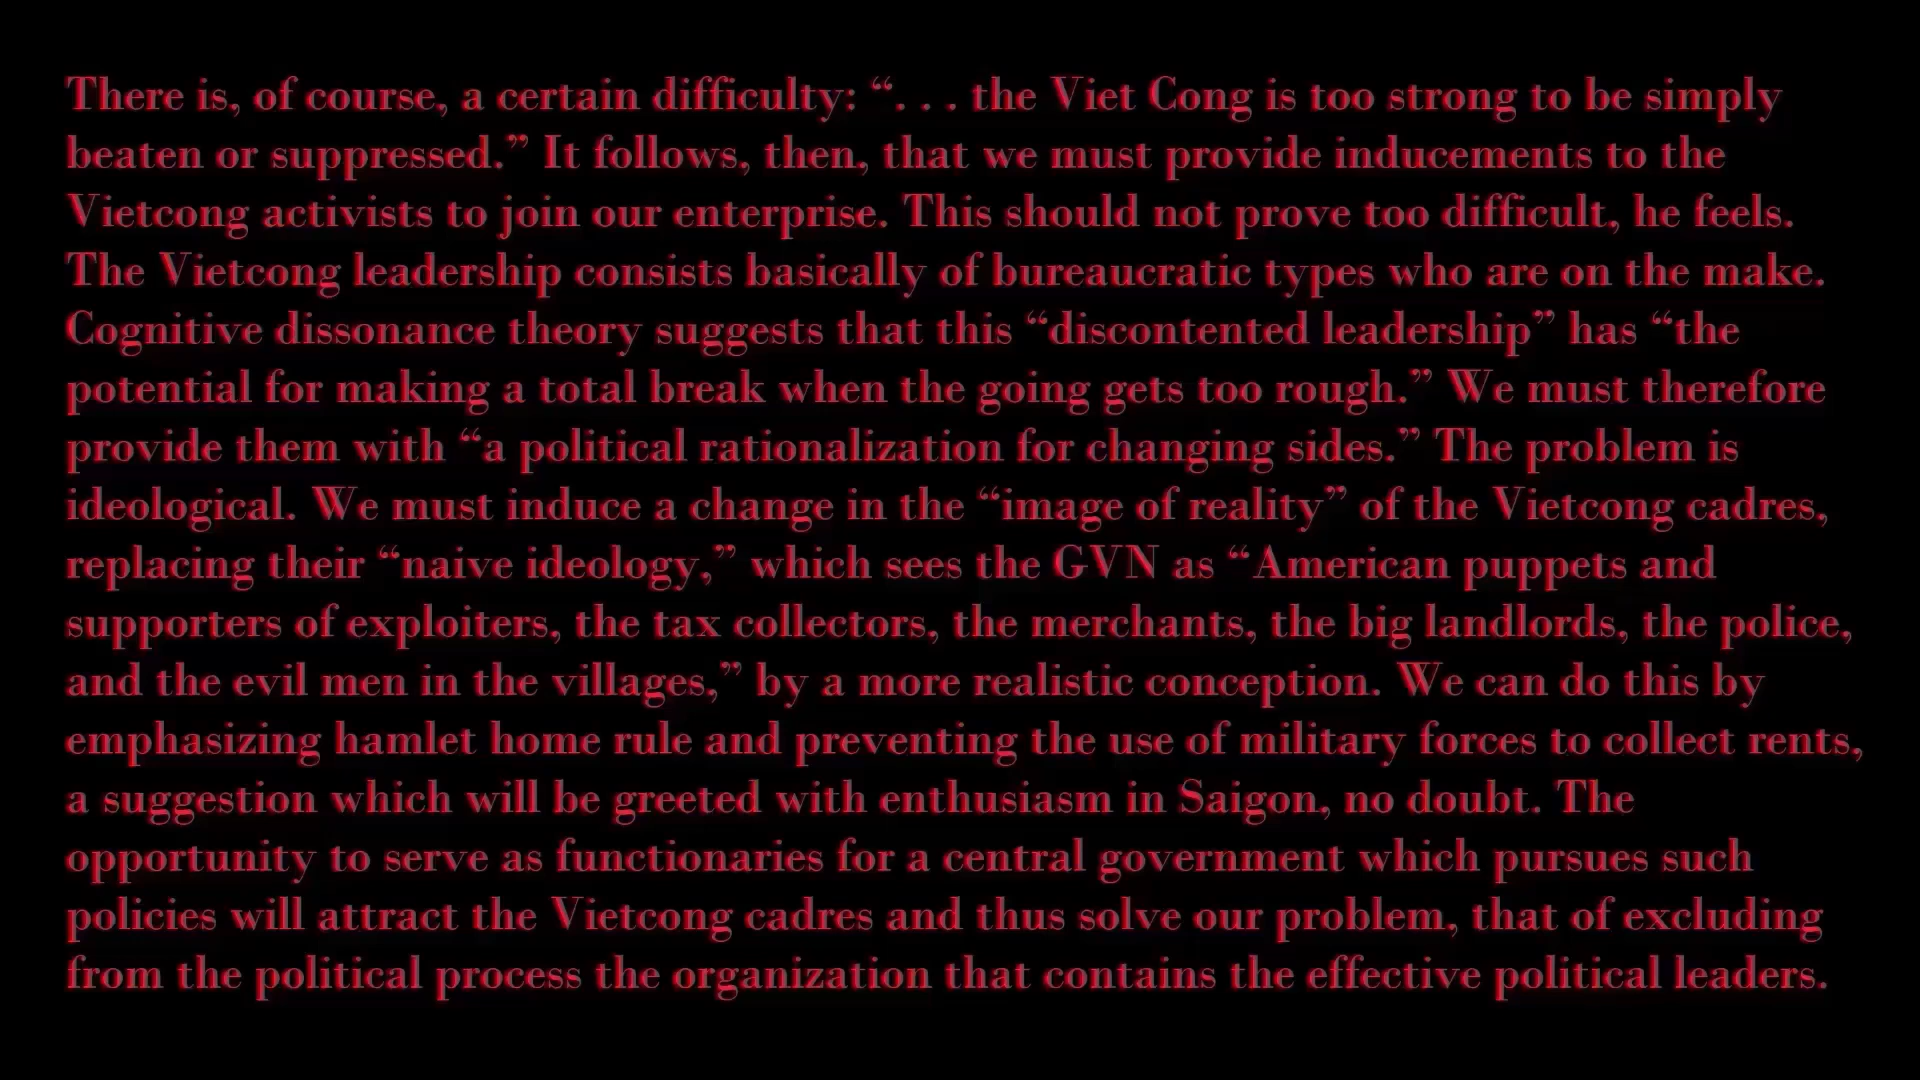 There is, of course, a certain difficulty: “. . . the Viet Cong is too strong to be simply
beaten or suppressed.” It follows, then, that we must provide inducements to the
Vietcong activists to join our enterprise. This should not prove too difficult, he feels.
The Vietcong leadership consists basically of bureaucratic types who are on the make.
Cognitive dissonance theory suggests that this “discontented leadership” has “the
potential for making a total break when the going gets too rough.” We must therefore
provide them with “a political rationalization for changing sides.” The problem is
ideological. We must induce a change in the “image of reality” of the Vietcong cadres,
replacing their “naive ideology,” which sees the GVN as “American puppets and
supporters of exploiters, the tax collectors, the merchants, the big landlords, the police,
and the evil men in the villages,” by a more realistic conception. We can do this by
emphasizing hamlet home rule and preventing the use of military forces to collect rents,
a suggestion which will be greeted with enthusiasm in Saigon, no doubt. The
opportunity to serve as functionaries for a central government which pursues such
policies will attract the Vietcong cadres and thus solve our problem, that of excluding
from the political process the organization that contains the effective political leaders.